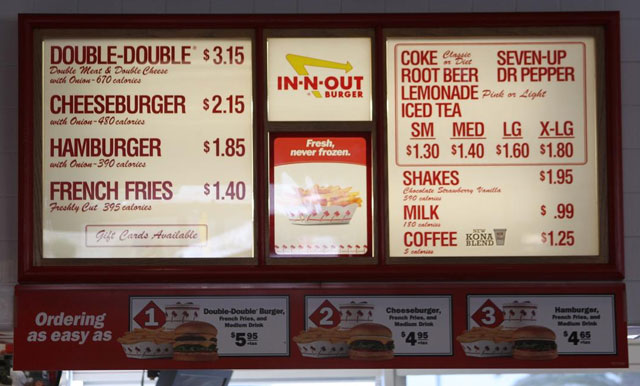 DOUBLE-DOUBLE® $3.15
Double Meat & Double Cheese
with Onion-670 calories
CHEESEBURGER $2.15
with Onion-480 calories
HAMBURGER $1.85
with Onion-390 calories
FRENCH FRIES $1.40
Freshly Cut 395 calories
Gift Cards Available
IN-N-OUT
BURGER
Fresh,
never frozen.
COKE Classic or Diet SEVEN-UP
ROOT BEER DR PEPPER
LEMONADE Pink or Light
ICED TEA
SM MED LG X-LG
$1.30 $1.40 $1.60 $1.80
SHAKES $1.95
Chocolate Strawberry Vanilla
590 calories
MILK $ .99
180 calories
COFFEE NEW KONA BLEND $1.25
5 calories
Ordering
as easy as
1
Double-Double® Burger,
French Fries, and
Medium Drink
$5.95
2
Cheeseburger,
French Fries, and
Medium Drink
$4.95
3
Hamburger,
French Fries, and
Medium Drink
$4.65